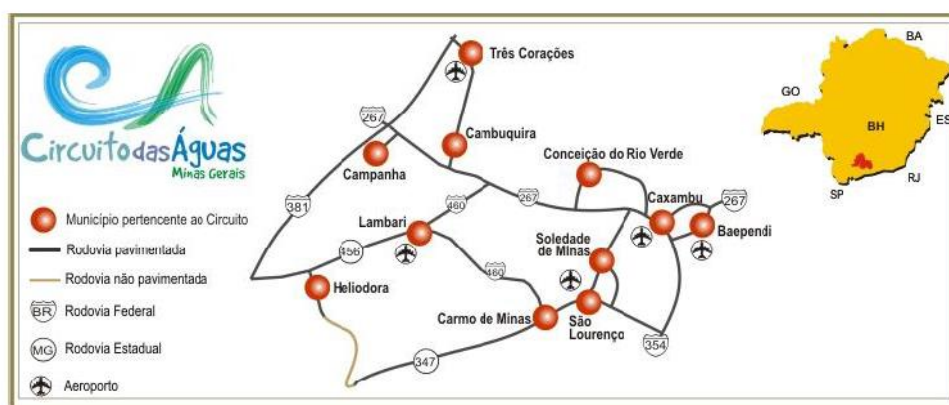 Circuito das Águas
Minas Gerais
Município pertencente ao Circuito
Rodovia pavimentada
Rodovia não pavimentada
BR
Rodovia Federal
MG
Rodovia Estadual
Aeroporto
Três Corações
267
Cambuquira
Campanha
Conceição do Rio Verde
381
460
267
Caxambu
267
Lambari
Baependi
456
Soledade
de Minas
460
Heliodora
Carmo de Minas
São
Lourenço
354
347
BA
GO
ES
BH
RJ
SP